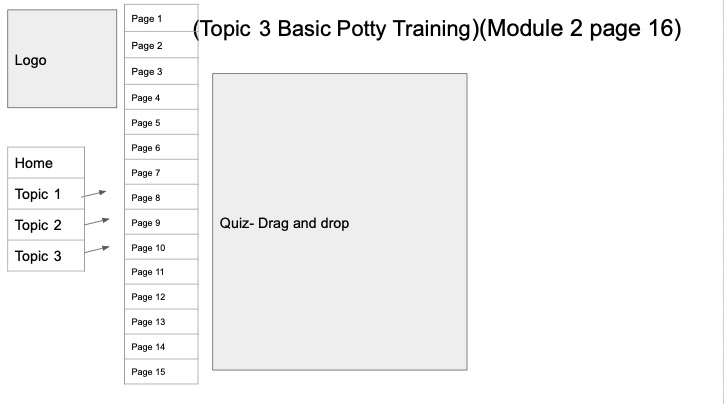 (Topic 3 Basic Potty Training)(Module 2 page 16)
Logo
Home
Topic 1
Topic 2
Topic 3
Page 1
Page 2
Page 3
Page 4
Page 5
Page 6
Page 7
Page 8
Page 9
Page 10
Page 11
Page 12
Page 13
Page 14
Page 15
Quiz- Drag and drop